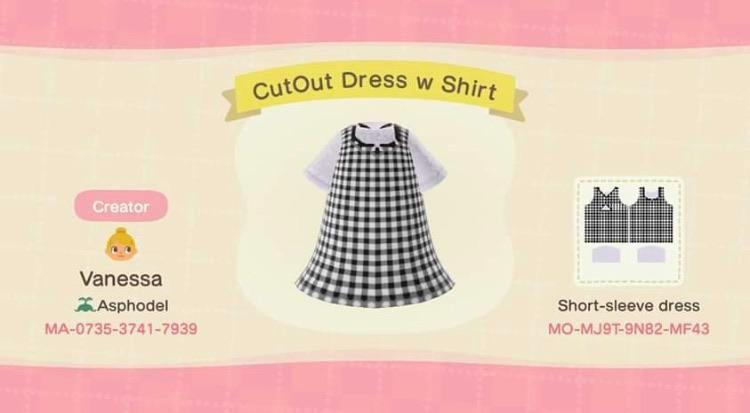 CutOut Dress w Shirt
Creator
Vanessa
Asphodel
MA-0735-3741-7939
Short-sleeve dress
MO-MJ9T-9N82-MF43